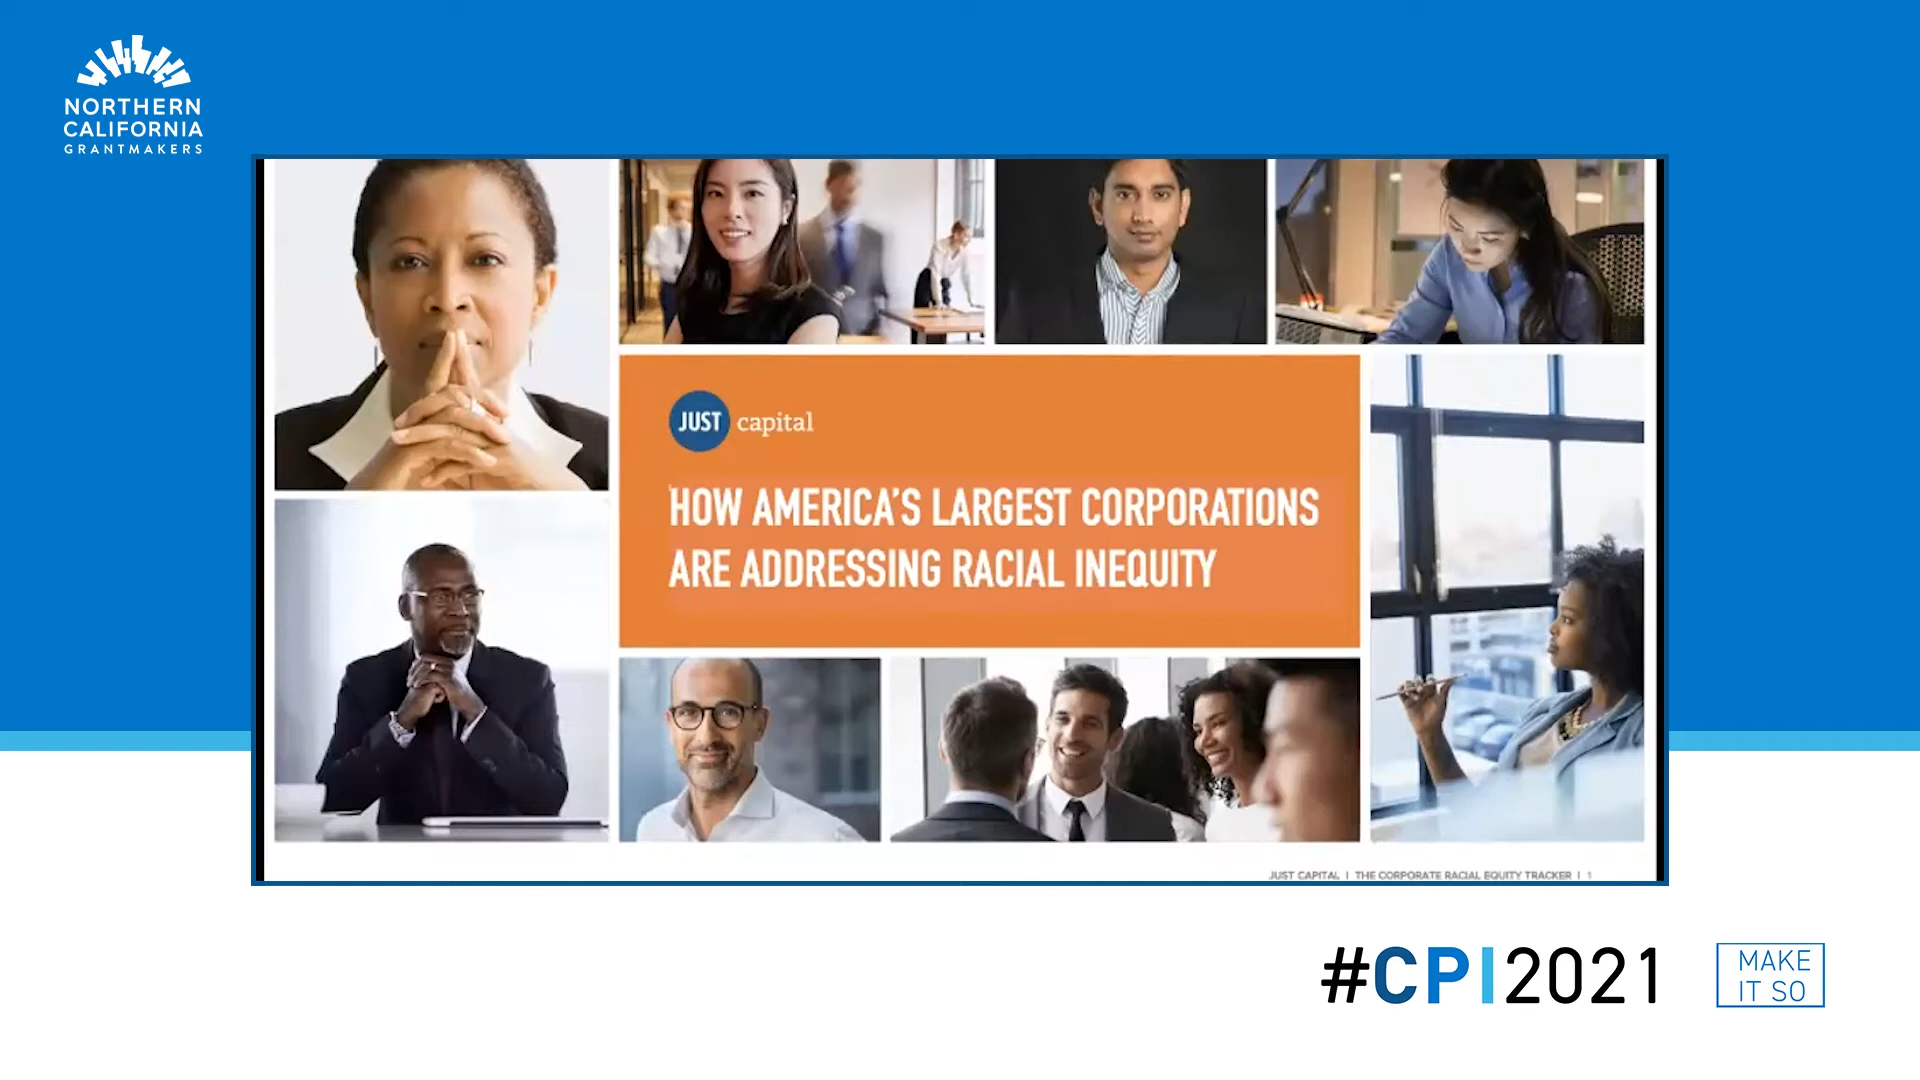 NORTHERN
CALIFORNIA
GRANTMAKERS
JUST capital
HOW AMERICA'S LARGEST CORPORATIONS
ARE ADDRESSING RACIAL INEQUITY
JUST CAPITAL | THE CORPORATE RACIAL EQUITY TRACKER | 1
#CPI2021
MAKE
IT SO